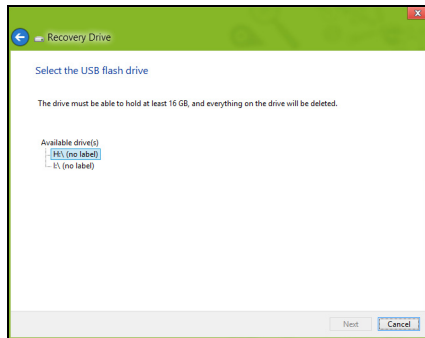 Recovery Drive
Select the USB flash drive
The drive must be able to hold at least 16 GB, and everything on the drive will be deleted.
Available drive(s)
H:\ (no label)
I:\ (no label)
Next
Cancel